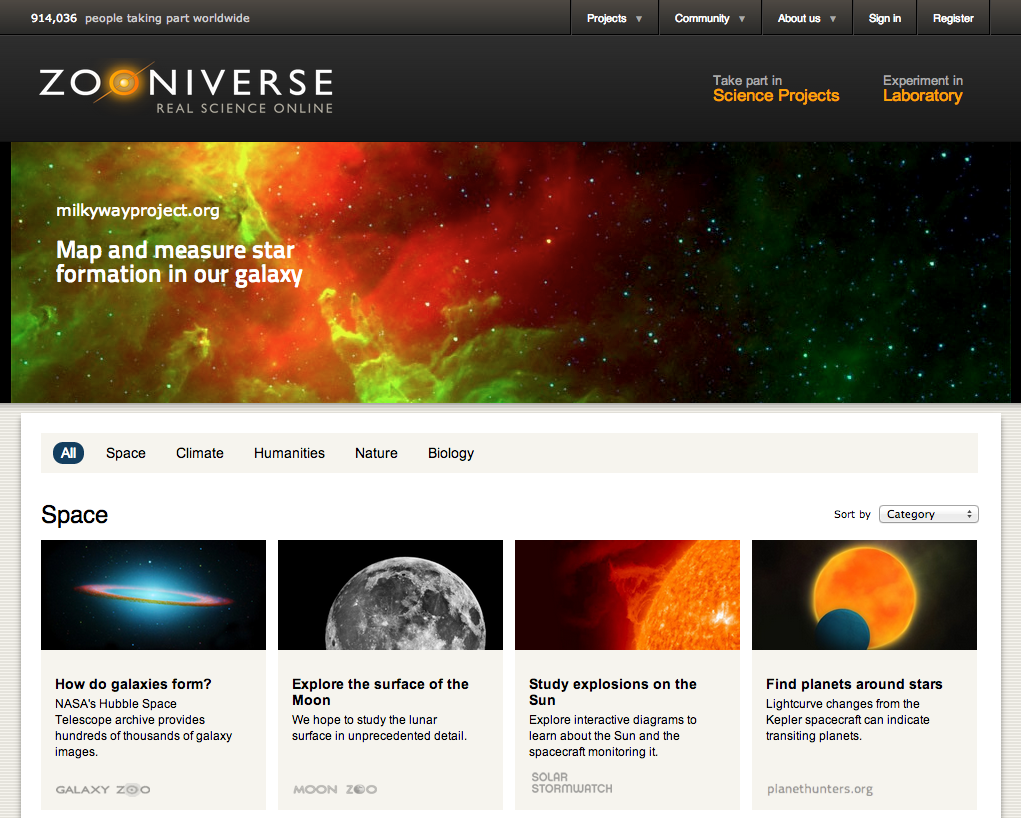 914,036 people taking part worldwide
Projects ▼ Community ▼ About us ▼ Sign in Register
ZOONIVERSE
REAL SCIENCE ONLINE
Take part in
Science Projects
Experiment in
Laboratory
milkywayproject.org
Map and measure star
formation in our galaxy
All Space Climate Humanities Nature Biology
Space
Sort by Category
How do galaxies form?
NASA's Hubble Space
Telescope archive provides
hundreds of thousands of galaxy
images.
GALAXY ZOO
Explore the surface of the
Moon
We hope to study the lunar
surface in unprecedented detail.
MOON ZOO
Study explosions on the
Sun
Explore interactive diagrams to
learn about the Sun and the
spacecraft monitoring it.
SOLAR
STORMWATCH
Find planets around stars
Lightcurve changes from the
Kepler spacecraft can indicate
transiting planets.
planethunters.org